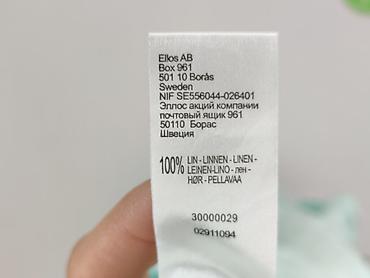 Ellos AB
Box 961
501 10 Borås
Sweden
NIF SE556044-026401
Эллос акций компании
почтовый ящик 961
50110 Борас
Швеция
100% LIN - LINNEN - LINEN -
LEINEN-LINO - лен -
HØR - PELLAVAA
30000029
02911094